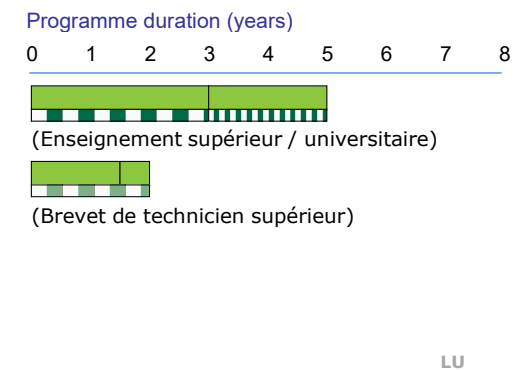 Programme duration (years)
0 1 2 3 4 5 6 7 8
(Enseignement supérieur / universitaire)
(Brevet de technicien supérieur)
LU